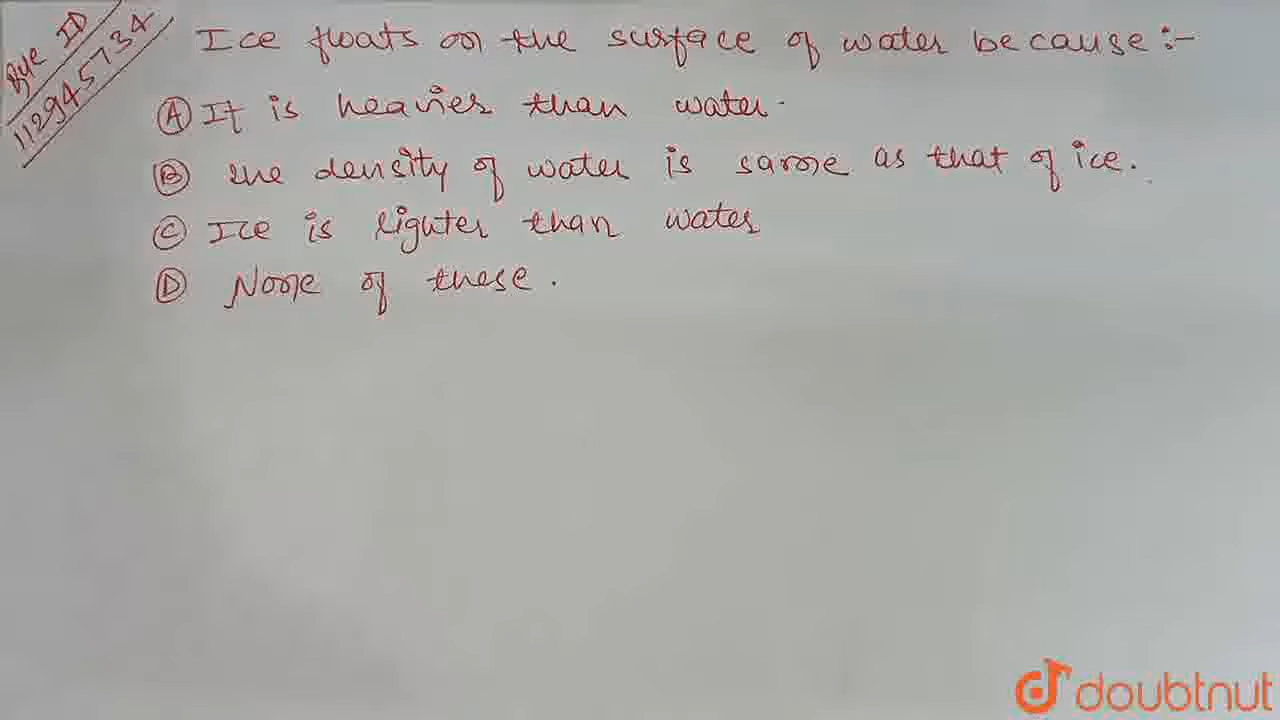 Bye ID
112945734
Ice floats on the surface of water because :-
(A) It is heavier than water.
(B) the density of water is same as that of ice.
(C) Ice is lighter than water
(D) None of these.
doubtnut